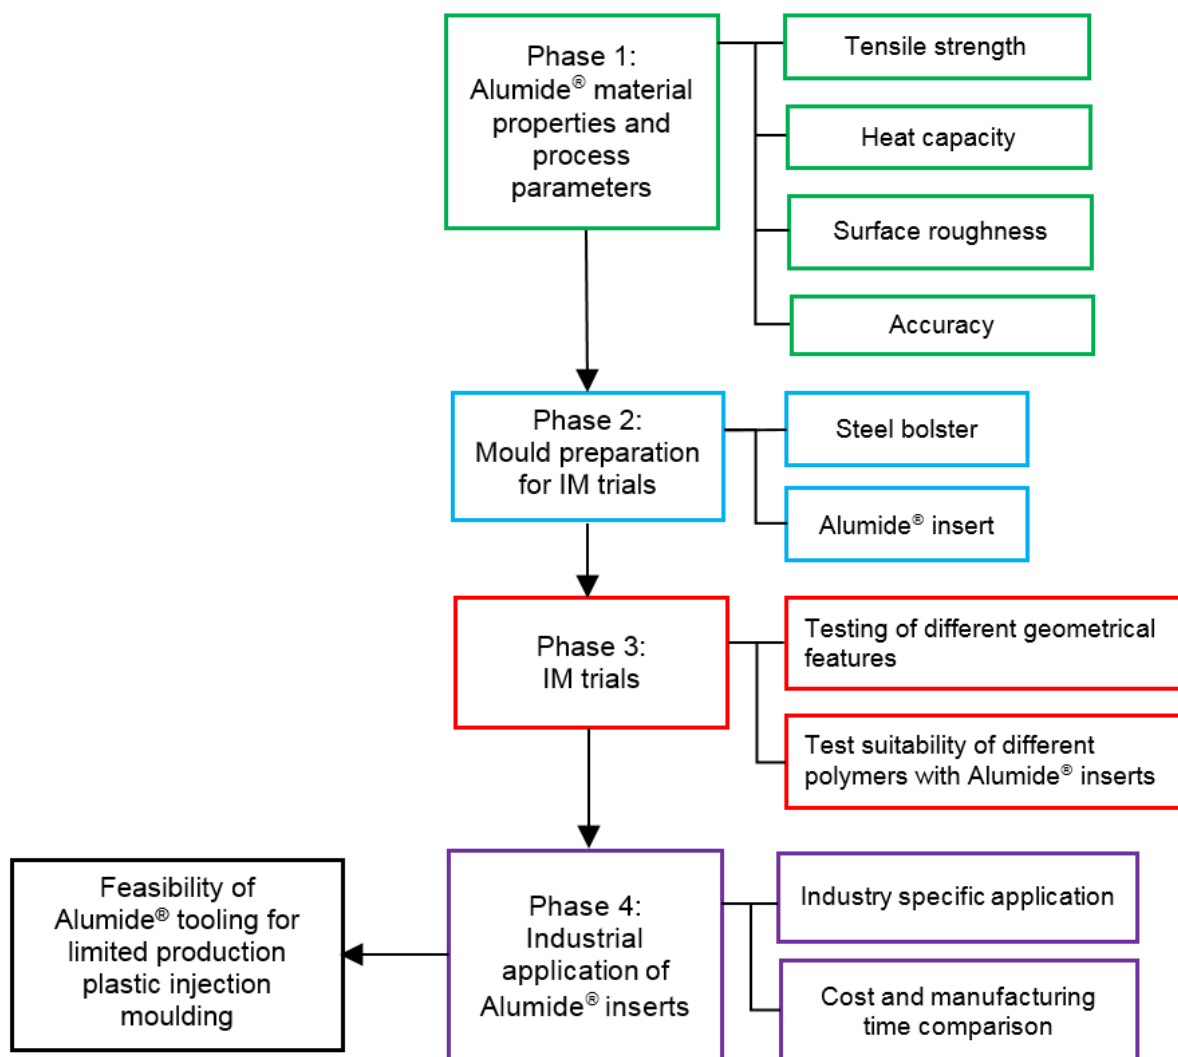 Phase 1:
Alumide® material
properties and
process
parameters
Tensile strength
Heat capacity
Surface roughness
Accuracy
Phase 2:
Mould preparation
for IM trials
Steel bolster
Alumide® insert
Phase 3:
IM trials
Testing of different geometrical
features
Test suitability of different
polymers with Alumide® inserts
Phase 4:
Industrial
application of
Alumide® inserts
Industry specific application
Cost and manufacturing
time comparison
Feasibility of
Alumide® tooling for
limited production
plastic injection
moulding